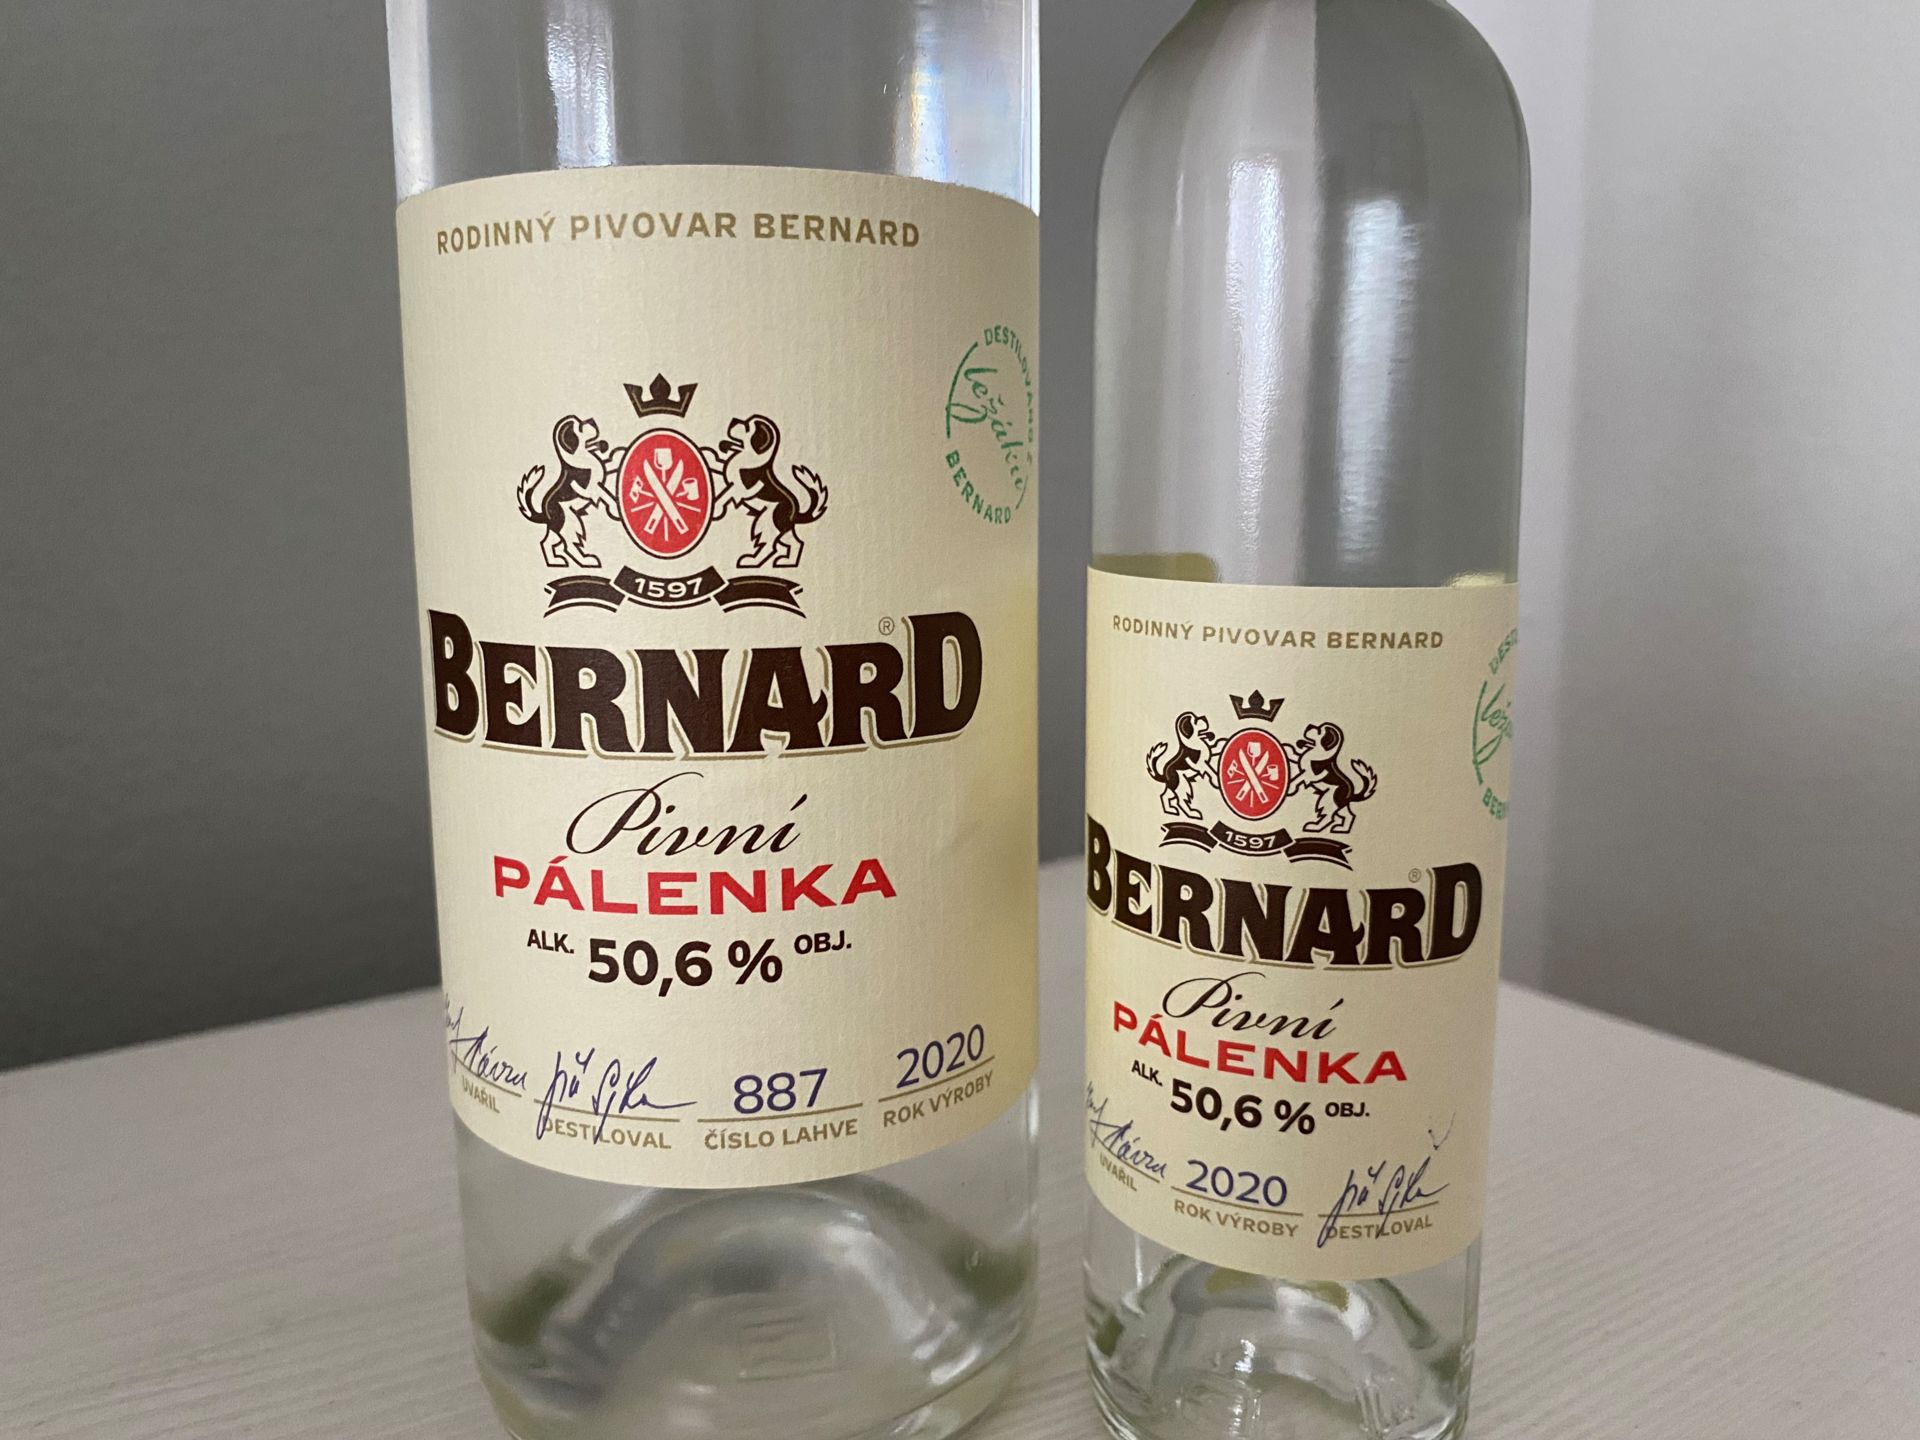 RODINNÝ PIVOVAR BERNARD
DESTILOVÁNO Z
ležáků
BERNARD
1597
BERNARD®
Pivní
PÁLENKA
ALK. 50,6 % OBJ.
887
2020
UVAŘIL
DESTILOVAL
ČÍSLO LAHVE
ROK VÝROBY
RODINNÝ PIVOVAR BERNARD
1597
BERNARD®
Pivní
PÁLENKA
ALK. 50,6 % OBJ.
2020
UVAŘIL
ROK VÝROBY
DESTILOVAL